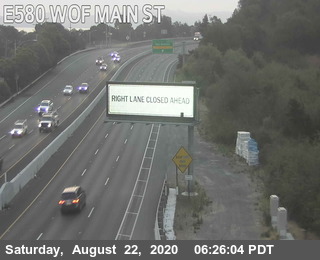 E580 WOF MAIN ST
RIGHT LANE CLOSED AHEAD
Saturday, August 22, 2020 06:26:04 PDT